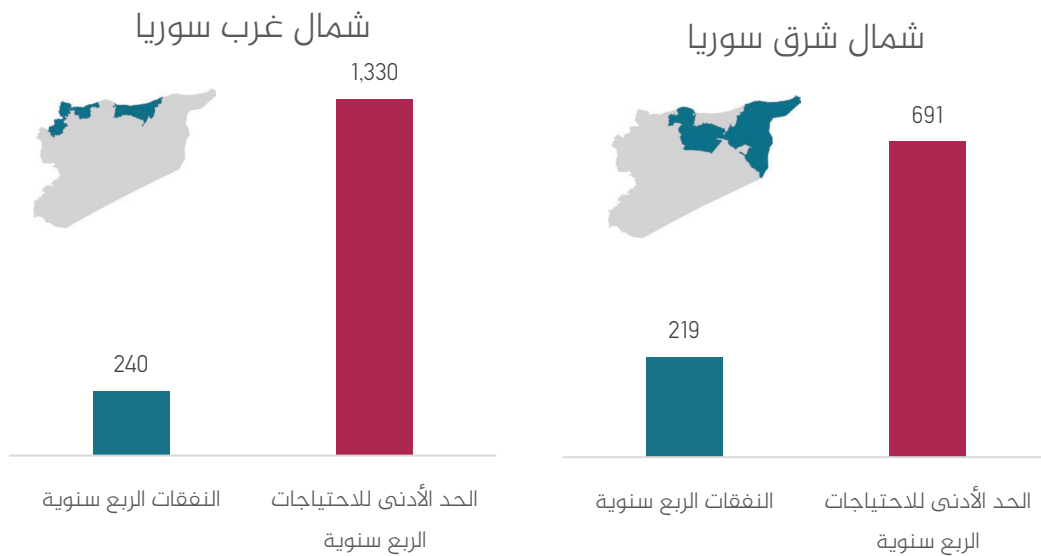 شمال شرق سوريا
691
219
الحد الأدنى للاحتياجات
الربع سنوية
النفقات الربع سنوية
شمال غرب سوريا
1,330
240
الحد الأدنى للاحتياجات
الربع سنوية
النفقات الربع سنوية